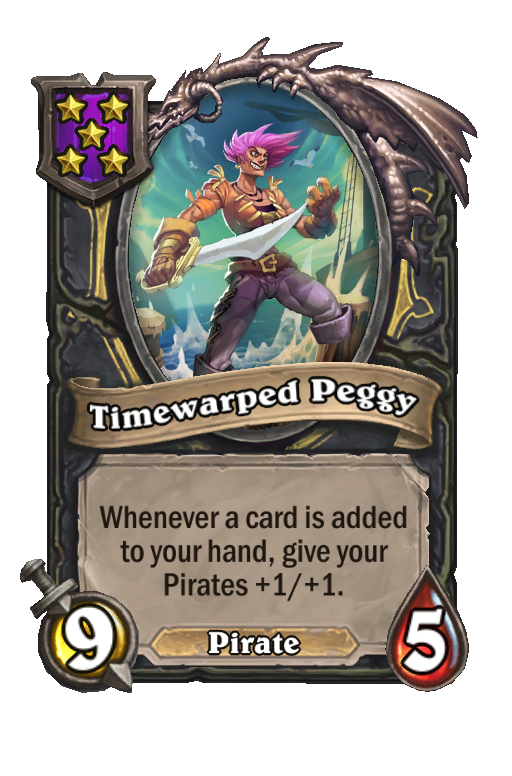 Timewarped Peggy
Whenever a card is added
to your hand, give your
Pirates +1/+1.
9
Pirate
5